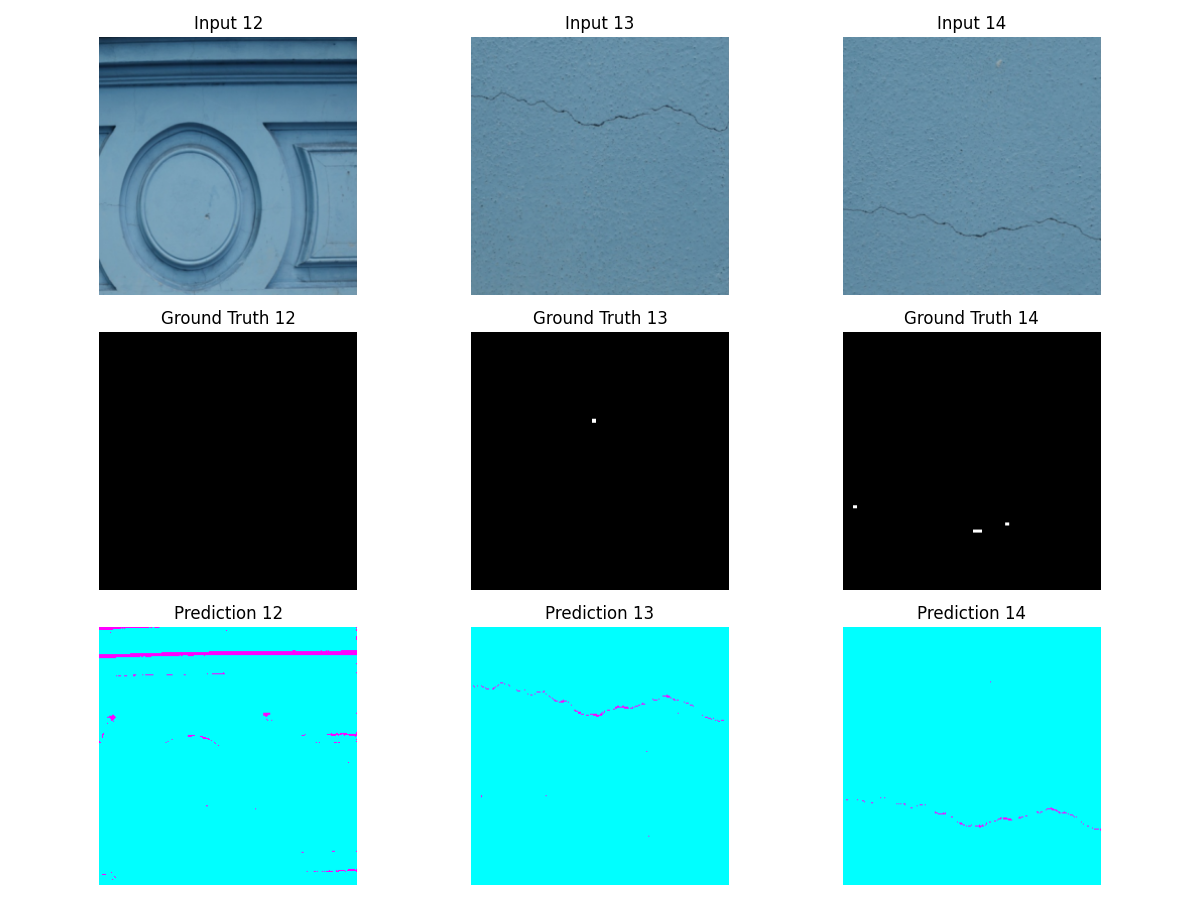 Input 12
Input 13
Input 14
Ground Truth 12
Ground Truth 13
Ground Truth 14
Prediction 12
Prediction 13
Prediction 14